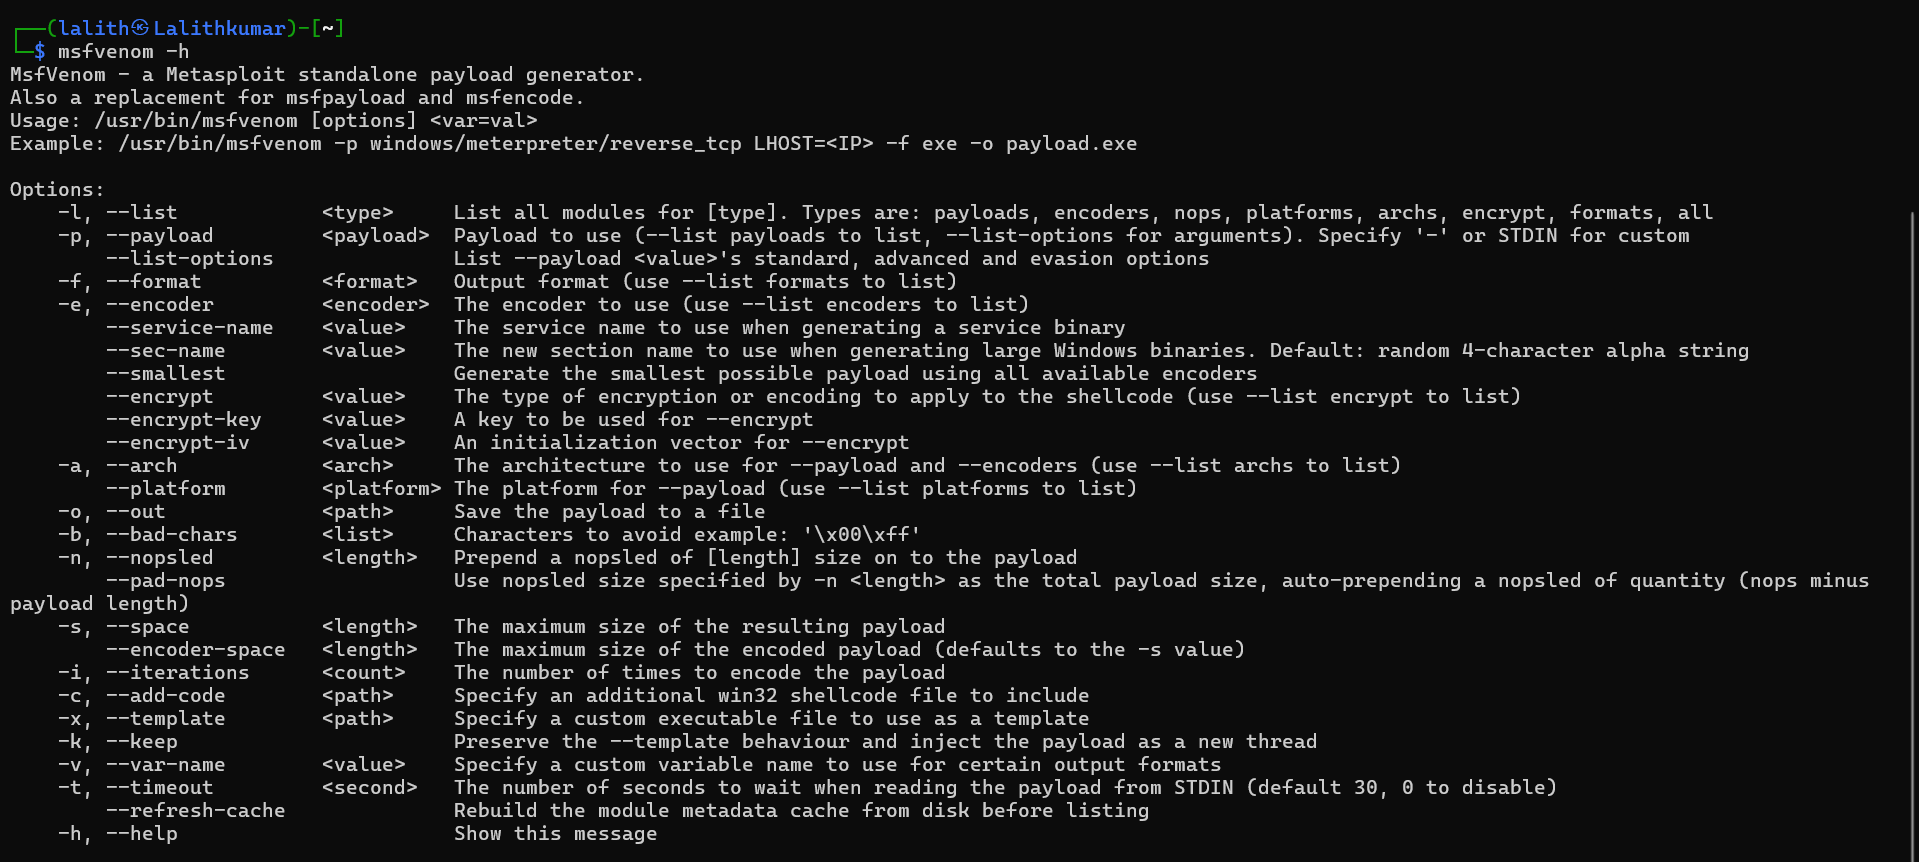 ┌──(lalith㉿Lalithkumar)-[~]
└─$ msfvenom -h
MsfVenom - a Metasploit standalone payload generator.
Also a replacement for msfpayload and msfencode.
Usage: /usr/bin/msfvenom [options] <var=val>
Example: /usr/bin/msfvenom -p windows/meterpreter/reverse_tcp LHOST=<IP> -f exe -o payload.exe

Options:
    -l, --list            <type>     List all modules for [type]. Types are: payloads, encoders, nops, platforms, archs, encrypt, formats, all
    -p, --payload         <payload>  Payload to use (--list payloads to list, --list-options for arguments). Specify '-' or STDIN for custom
        --list-options               List --payload <value>'s standard, advanced and evasion options
    -f, --format          <format>   Output format (use --list formats to list)
    -e, --encoder         <encoder>  The encoder to use (use --list encoders to list)
        --service-name    <value>    The service name to use when generating a service binary
        --sec-name        <value>    The new section name to use when generating large Windows binaries. Default: random 4-character alpha string
        --smallest                   Generate the smallest possible payload using all available encoders
        --encrypt         <value>    The type of encryption or encoding to apply to the shellcode (use --list encrypt to list)
        --encrypt-key     <value>    A key to be used for --encrypt
        --encrypt-iv      <value>    An initialization vector for --encrypt
    -a, --arch            <arch>     The architecture to use for --payload and --encoders (use --list archs to list)
        --platform        <platform> The platform for --payload (use --list platforms to list)
    -o, --out             <path>     Save the payload to a file
    -b, --bad-chars       <list>     Characters to avoid example: '\x00\xff'
    -n, --nopsled         <length>   Prepend a nopsled of [length] size on to the payload
        --pad-nops                   Use nopsled size specified by -n <length> as the total payload size, auto-prepending a nopsled of quantity (nops minus
payload length)
    -s, --space           <length>   The maximum size of the resulting payload
        --encoder-space   <length>   The maximum size of the encoded payload (defaults to the -s value)
    -i, --iterations      <count>    The number of times to encode the payload
    -c, --add-code        <path>     Specify an additional win32 shellcode file to include
    -x, --template        <path>     Specify a custom executable file to use as a template
    -k, --keep                       Preserve the --template behaviour and inject the payload as a new thread
    -v, --var-name        <value>    Specify a custom variable name to use for certain output formats
    -t, --timeout         <second>   The number of seconds to wait when reading the payload from STDIN (default 30, 0 to disable)
        --refresh-cache              Rebuild the module metadata cache from disk before listing
    -h, --help                       Show this message